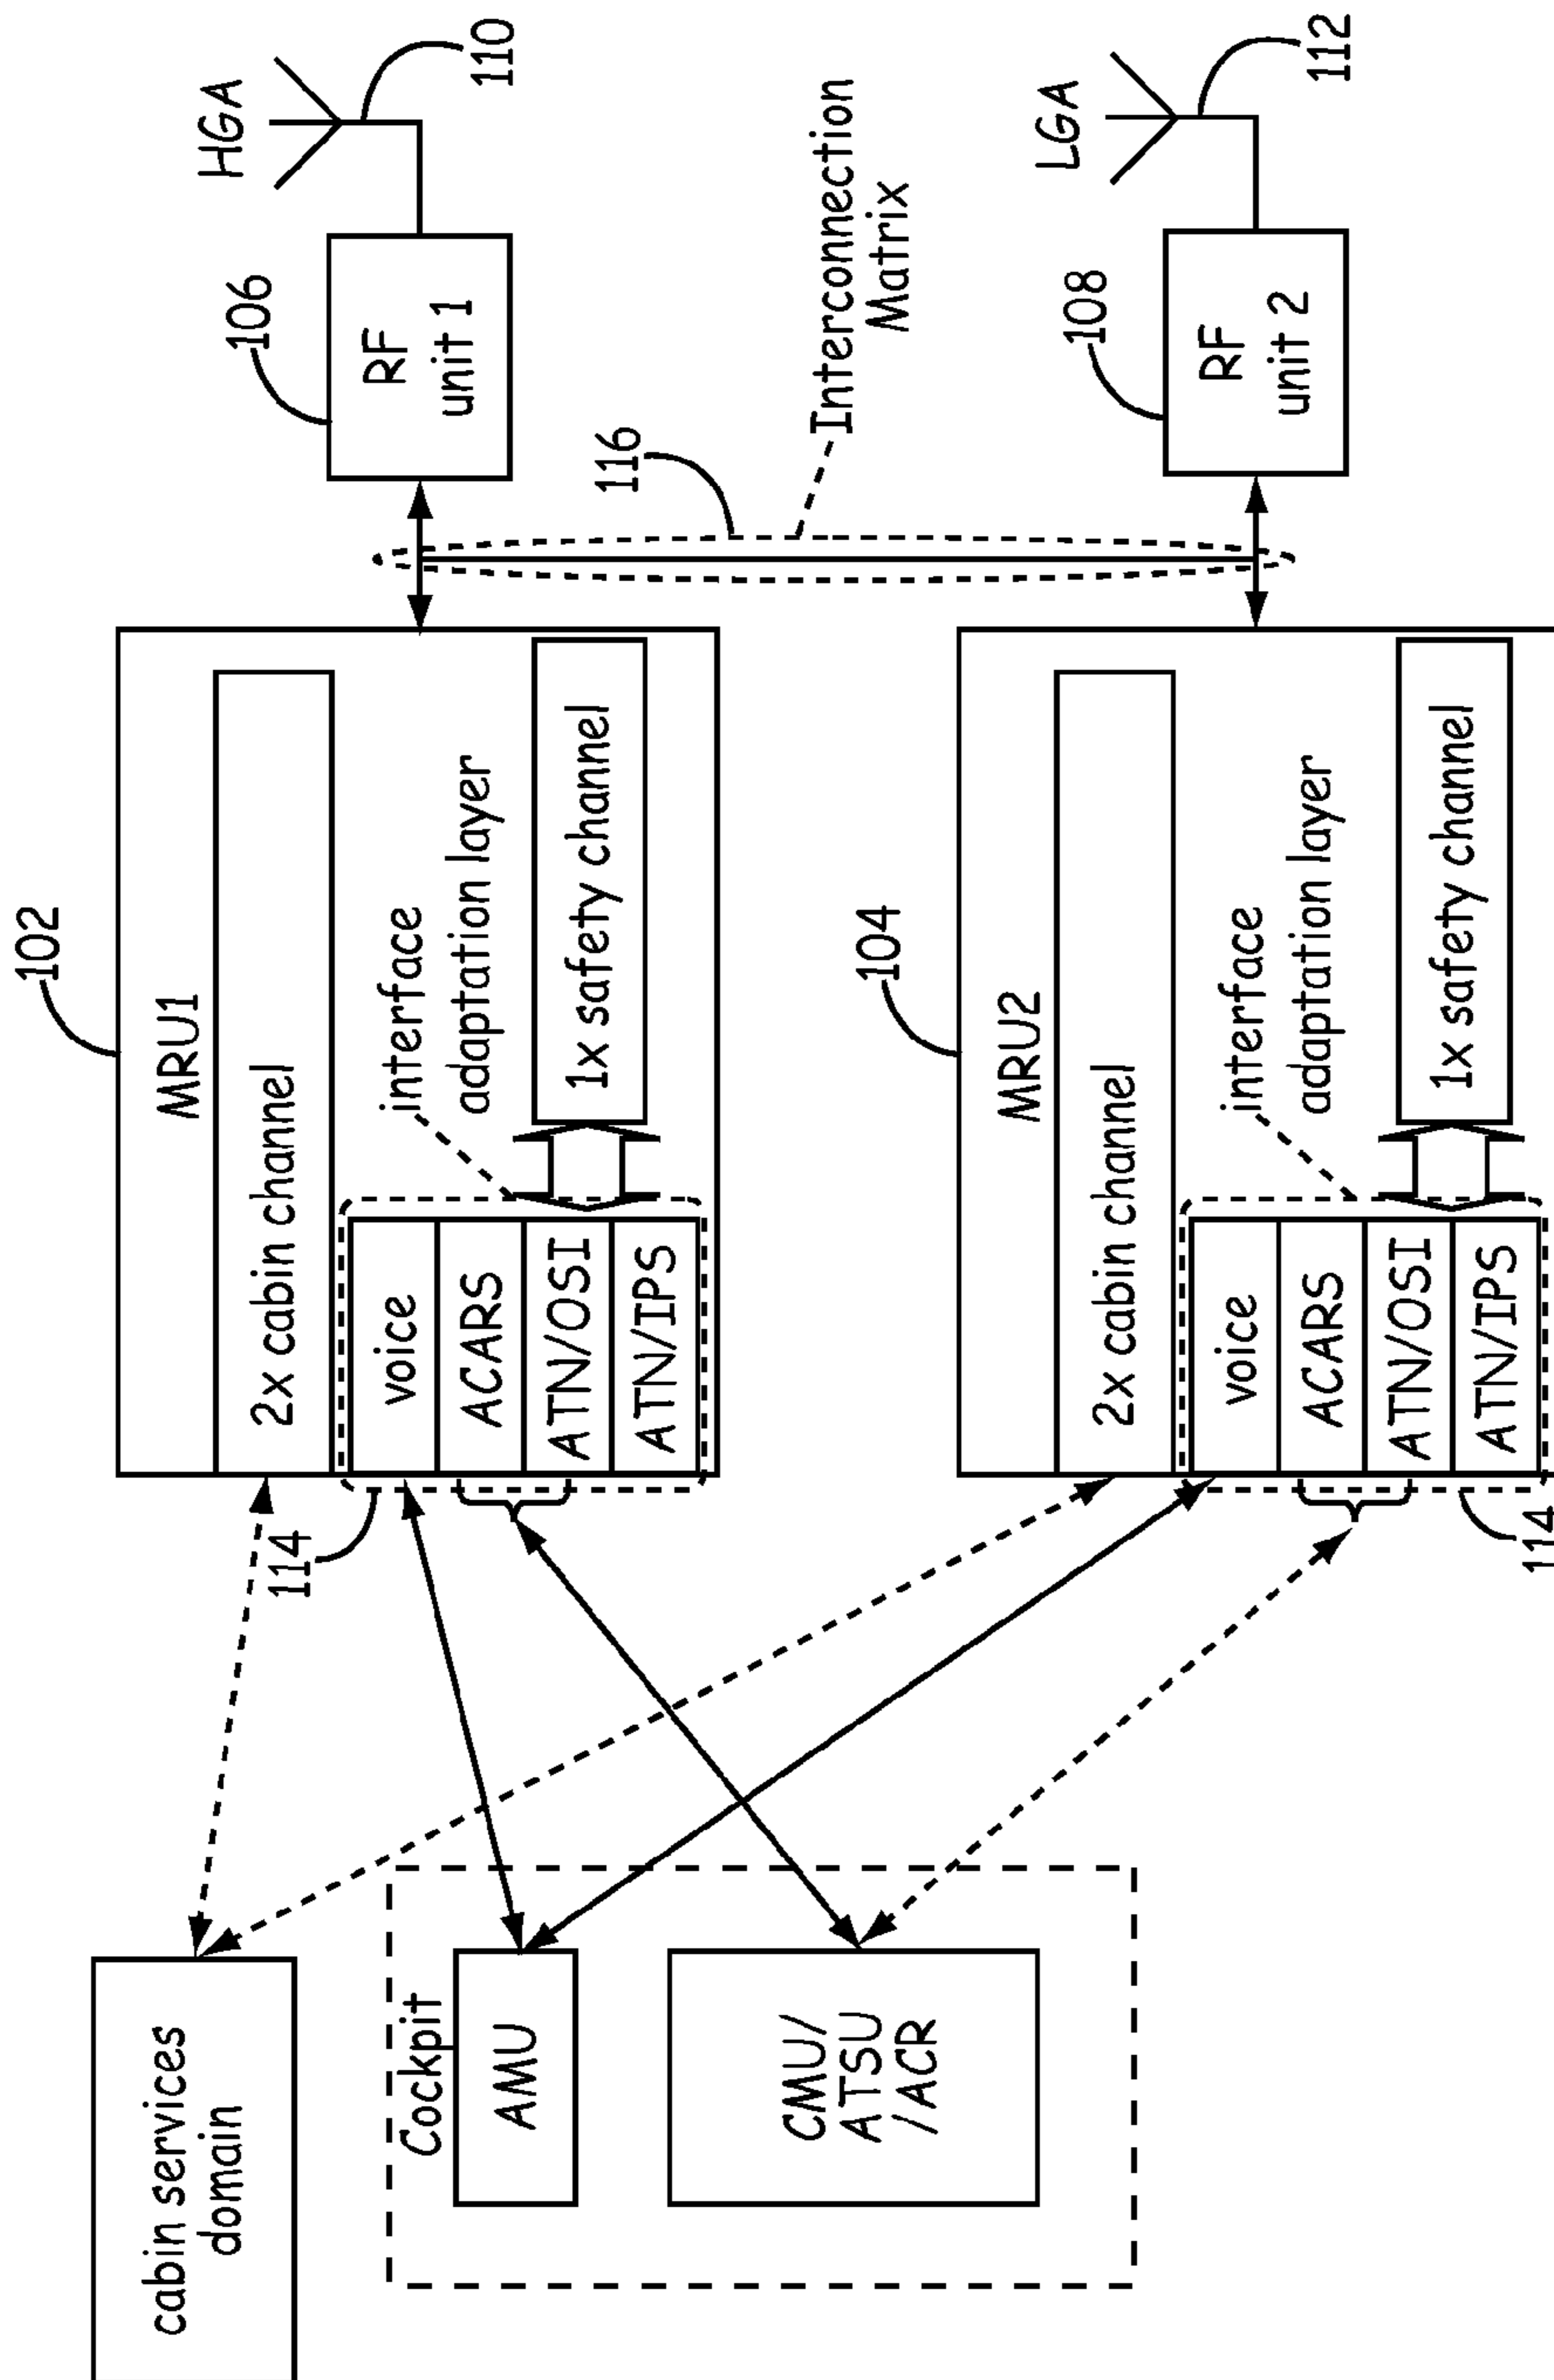 cabin services
domain
Cockpit
AMU
CMU/
ATSU
/ACR
102
MRU1
2x cabin channel
114
voice
ACARS
ATN/OSI
ATN/IPS
interface
adaptation layer
1x safety channel
104
MRU2
2x cabin channel
voice
ACARS
ATN/OSI
ATN/IPS
114
interface
adaptation layer
1x safety channel
116
Interconnection
Matrix
106
RF
unit 1
HGA
110
108
RF
unit 2
LGA
112